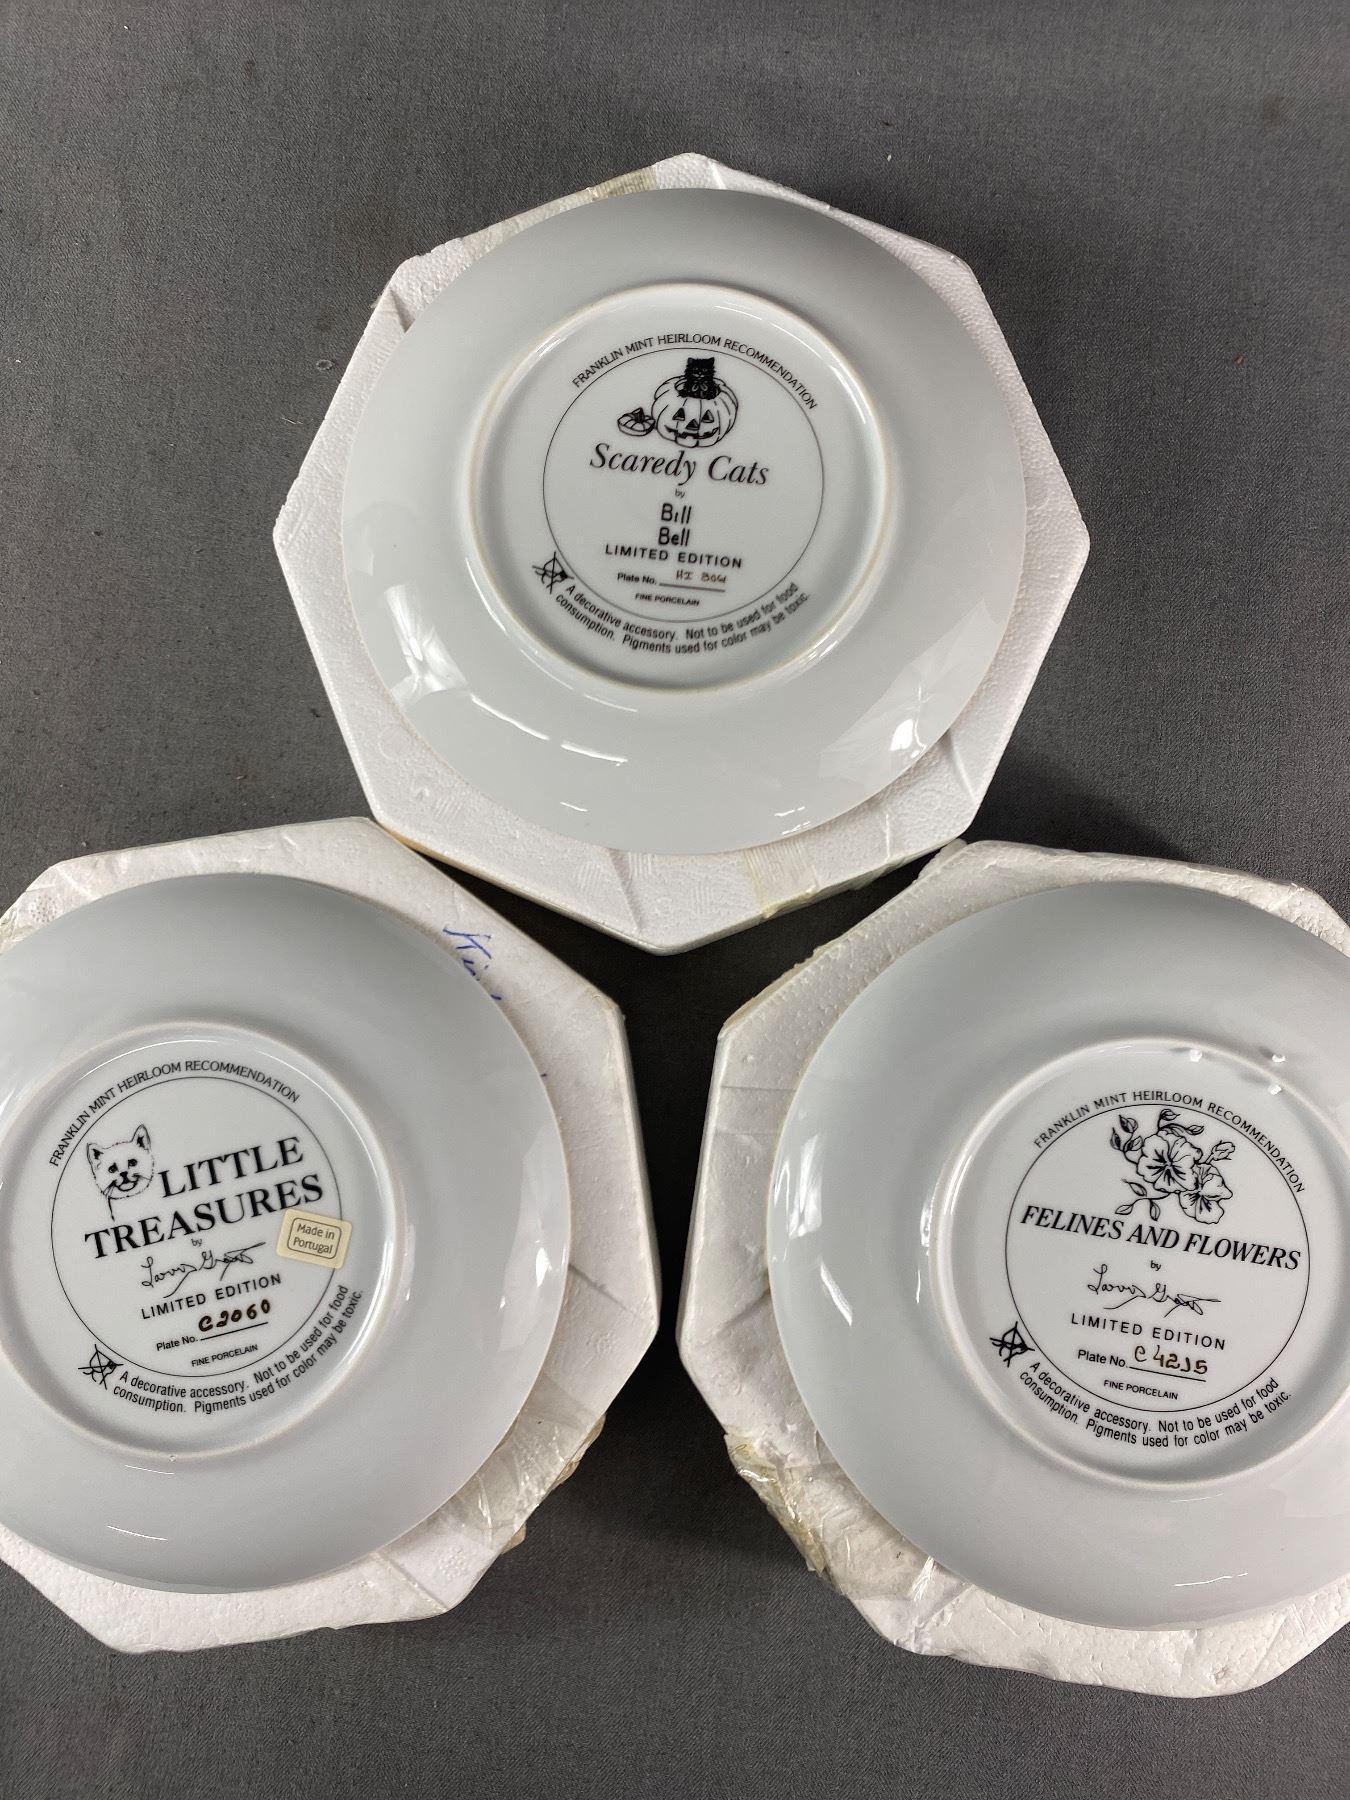 FRANKLIN MINT HEIRLOOM RECOMMENDATION
Scaredy Cats
by
Bill
Bell
LIMITED EDITION
Plate No.
FINE PORCELAIN
A decorative accessory. Not to be used for food
consumption. Pigments used for color may be toxic.
FRANKLIN MINT HEIRLOOM RECOMMENDATION
LITTLE
TREASURES
by
LIMITED EDITION
Plate No. C2060
FINE PORCELAIN
A decorative accessory. Not to be used for food
consumption. Pigments used for color may be toxic.
Made in
Portugal
FRANKLIN MINT HEIRLOOM RECOMMENDATION
FELINES AND FLOWERS
by
LIMITED EDITION
Plate No. C4215
FINE PORCELAIN
A decorative accessory. Not to be used for food
consumption. Pigments used for color may be toxic.